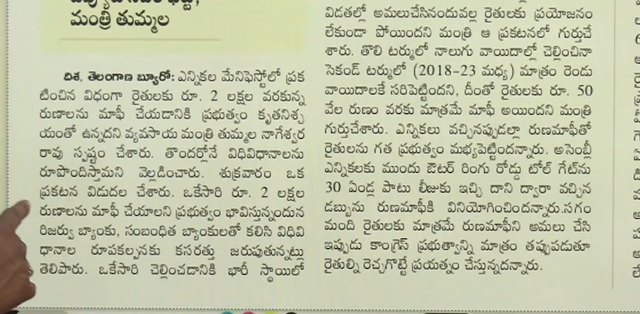 మంత్రి తుమ్మల
దిశ, తెలంగాణ బ్యూరో: ఎన్నికల మేనిఫెస్టోలో ప్రక
టించిన విధంగా రైతులకు రూ. 2 లక్షల వరకున్న
రుణాలను మాఫీ చేయడానికి ప్రభుత్వం కృతనిశ్చ
యంతో ఉన్నదని వ్యవసాయ మంత్రి తుమ్మల నాగేశ్వర
రావు స్పష్టం చేశారు. తొందర్లోనే విధివిధానాలను
రూపొందిస్తామని వెల్లడించారు. శుక్రవారం ఒక
ప్రకటన విడుదల చేశారు. ఒకేసారి రూ. 2 లక్షల
రుణాలను మాఫీ చేయాలని ప్రభుత్వం భావిస్తున్నందున
రిజర్వు బ్యాంకు, సంబంధిత బ్యాంకులతో కలిసి విధివి
ధానాల రూపకల్పనకు కసరత్తు జరుపుతున్నట్లు
తెలిపారు. ఒకేసారి చెల్లించడానికి భారీ స్థాయిలో
విడతల్లో అమలుచేసినందువల్ల రైతులకు ప్రయోజనం
లేకుండా పోయిందని మంత్రి ఆ ప్రకటనలో గుర్తుచే
శారు. తొలి టర్ములో నాలుగు వాయిదాల్లో చెల్లించినా
సెకండ్ టర్ములో (2018-23 మధ్య) మాత్రం రెండు
వాయిదాలకే సరిపెట్టిందని, దీంతో రైతులకు రూ. 50
వేల రుణం వరకు మాత్రమే మాఫీ అయిందని మంత్రి
గుర్తుచేశారు. ఎన్నికలు వచ్చినప్పుడల్లా రుణమాఫీతో
రైతులను గత ప్రభుత్వం మభ్యపెట్టిందన్నారు. అసెంబ్లీ
ఎన్నికలకు ముందు ఔటర్ రింగు రోడ్డు టోల్ గేట్‌ను
30 ఏండ్ల పాటు లీజుకు ఇచ్చి దాని ద్వారా వచ్చిన
డబ్బును రుణమాఫీకి వినియోగించిందన్నారు.సగం
మంది రైతులకు మాత్రమే రుణమాఫీని అమలు చేసి
ఇప్పుడు కాంగ్రెస్ ప్రభుత్వాన్ని మాత్రం తప్పుపడుతూ
రైతుల్ని రెచ్చగొట్టే ప్రయత్నం చేస్తున్నదన్నారు.